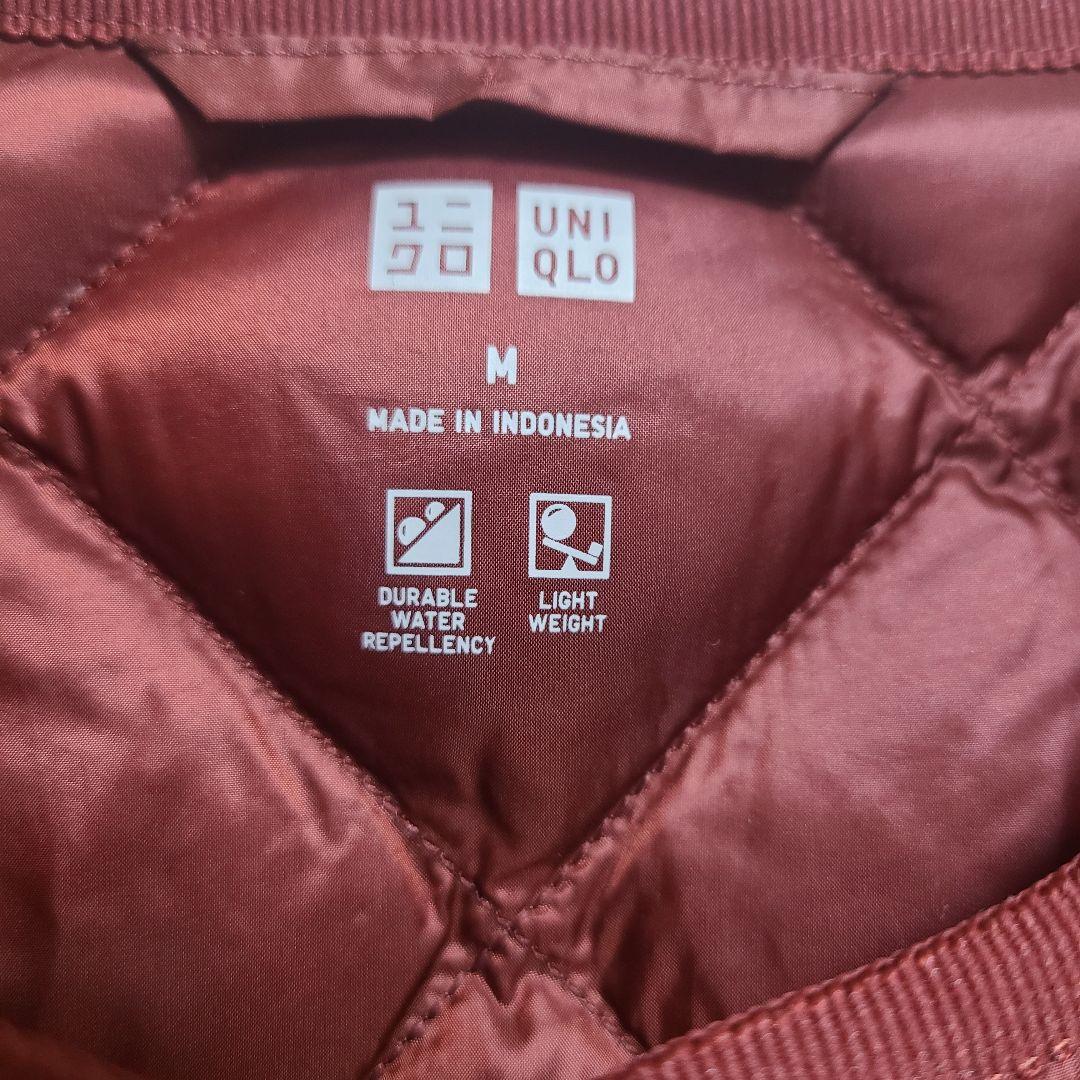 ユニ
クロ
UNI
QLO
M
MADE IN INDONESIA
DURABLE
WATER
REPELLENCY
LIGHT
WEIGHT